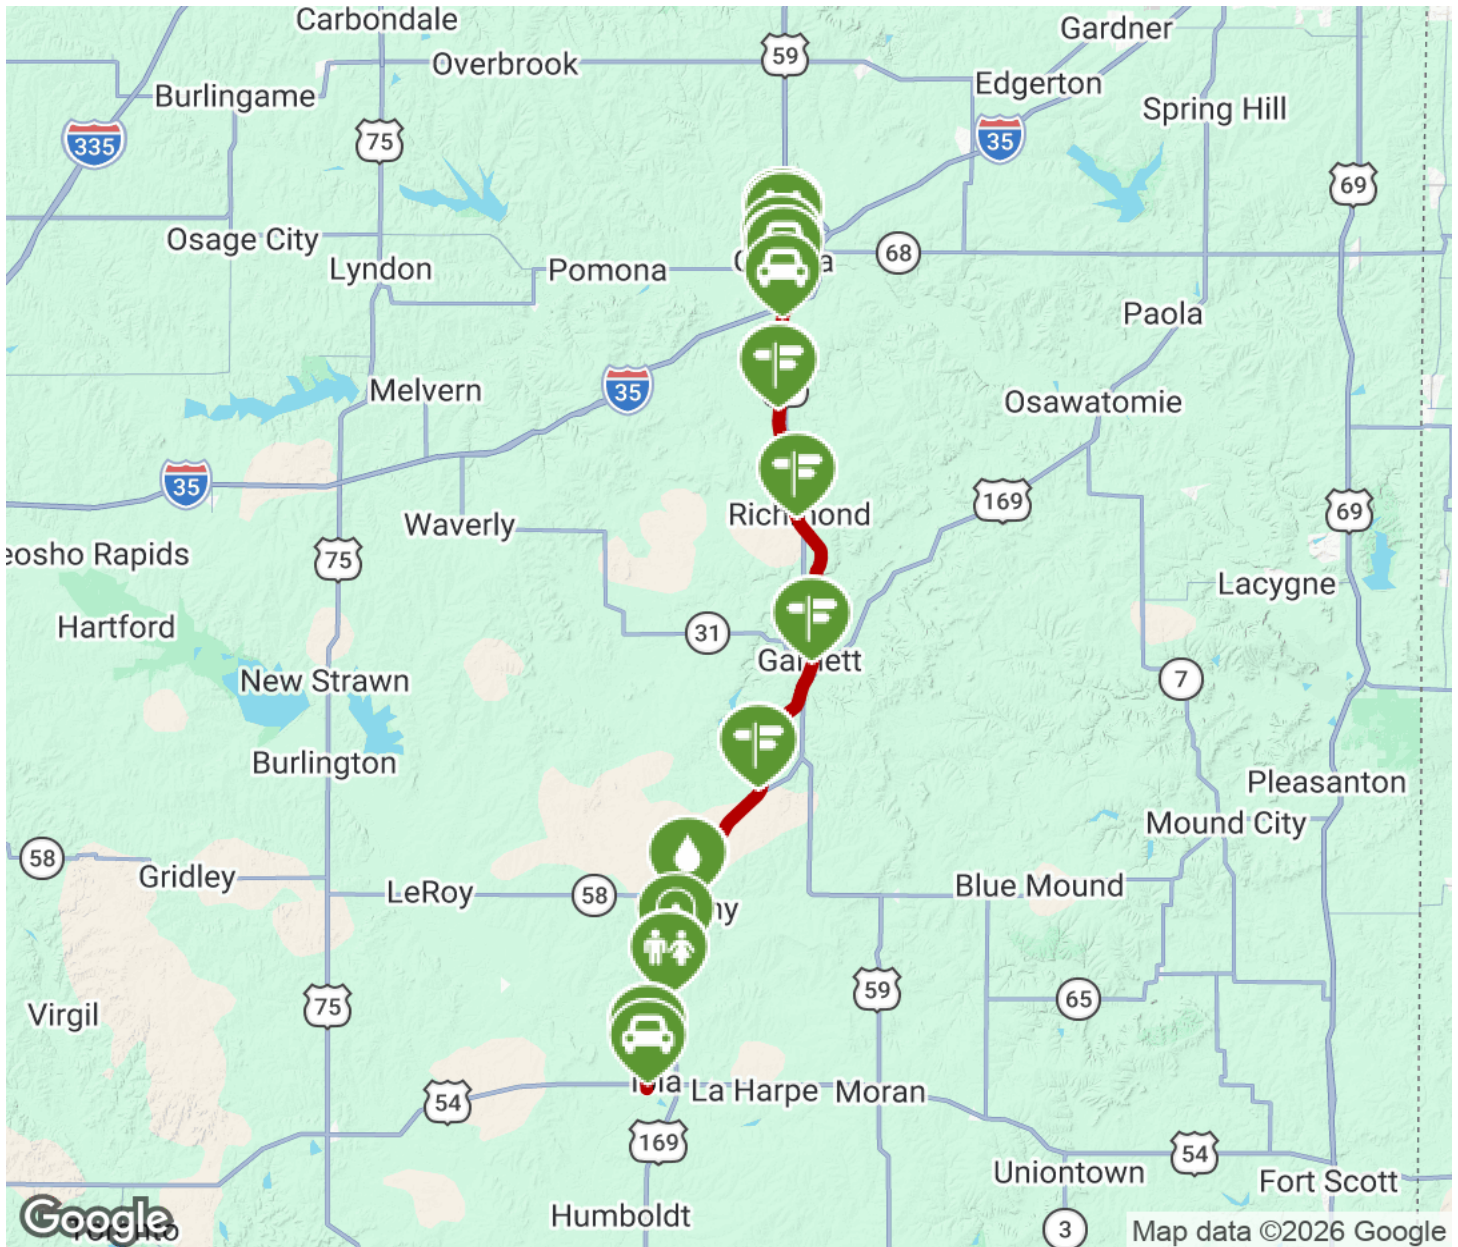 Carbondale
Gardner
59
Overbrook
Edgerton
Burlingame
Spring Hill
335
75
35
69
Osage City
68
Lyndon
Pomona
Paola
Melvern
35
Osawatomie
35
169
69
Richmond
Waverly
eosho Rapids
75
Lacygne
Hartford
31
Garnett
New Strawn
7
Burlington
Pleasanton
Mound City
58
Gridley
LeRoy
58
Blue Mound
ny
75
59
65
Virgil
La Harpe
Moran
54
169
54
Uniontown
Fort Scott
Humboldt
3
Google
Map data ©2026 Google